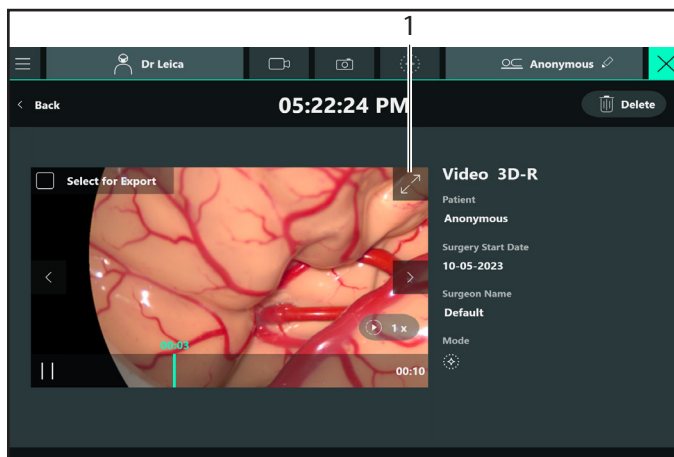 1
Dr Leica
Anonymous
Back
05:22:24 PM
Delete
Select for Export
Video 3D-R
Patient
Anonymous
Surgery Start Date
10-05-2023
Surgeon Name
Default
Mode
1 x
00:03
00:10